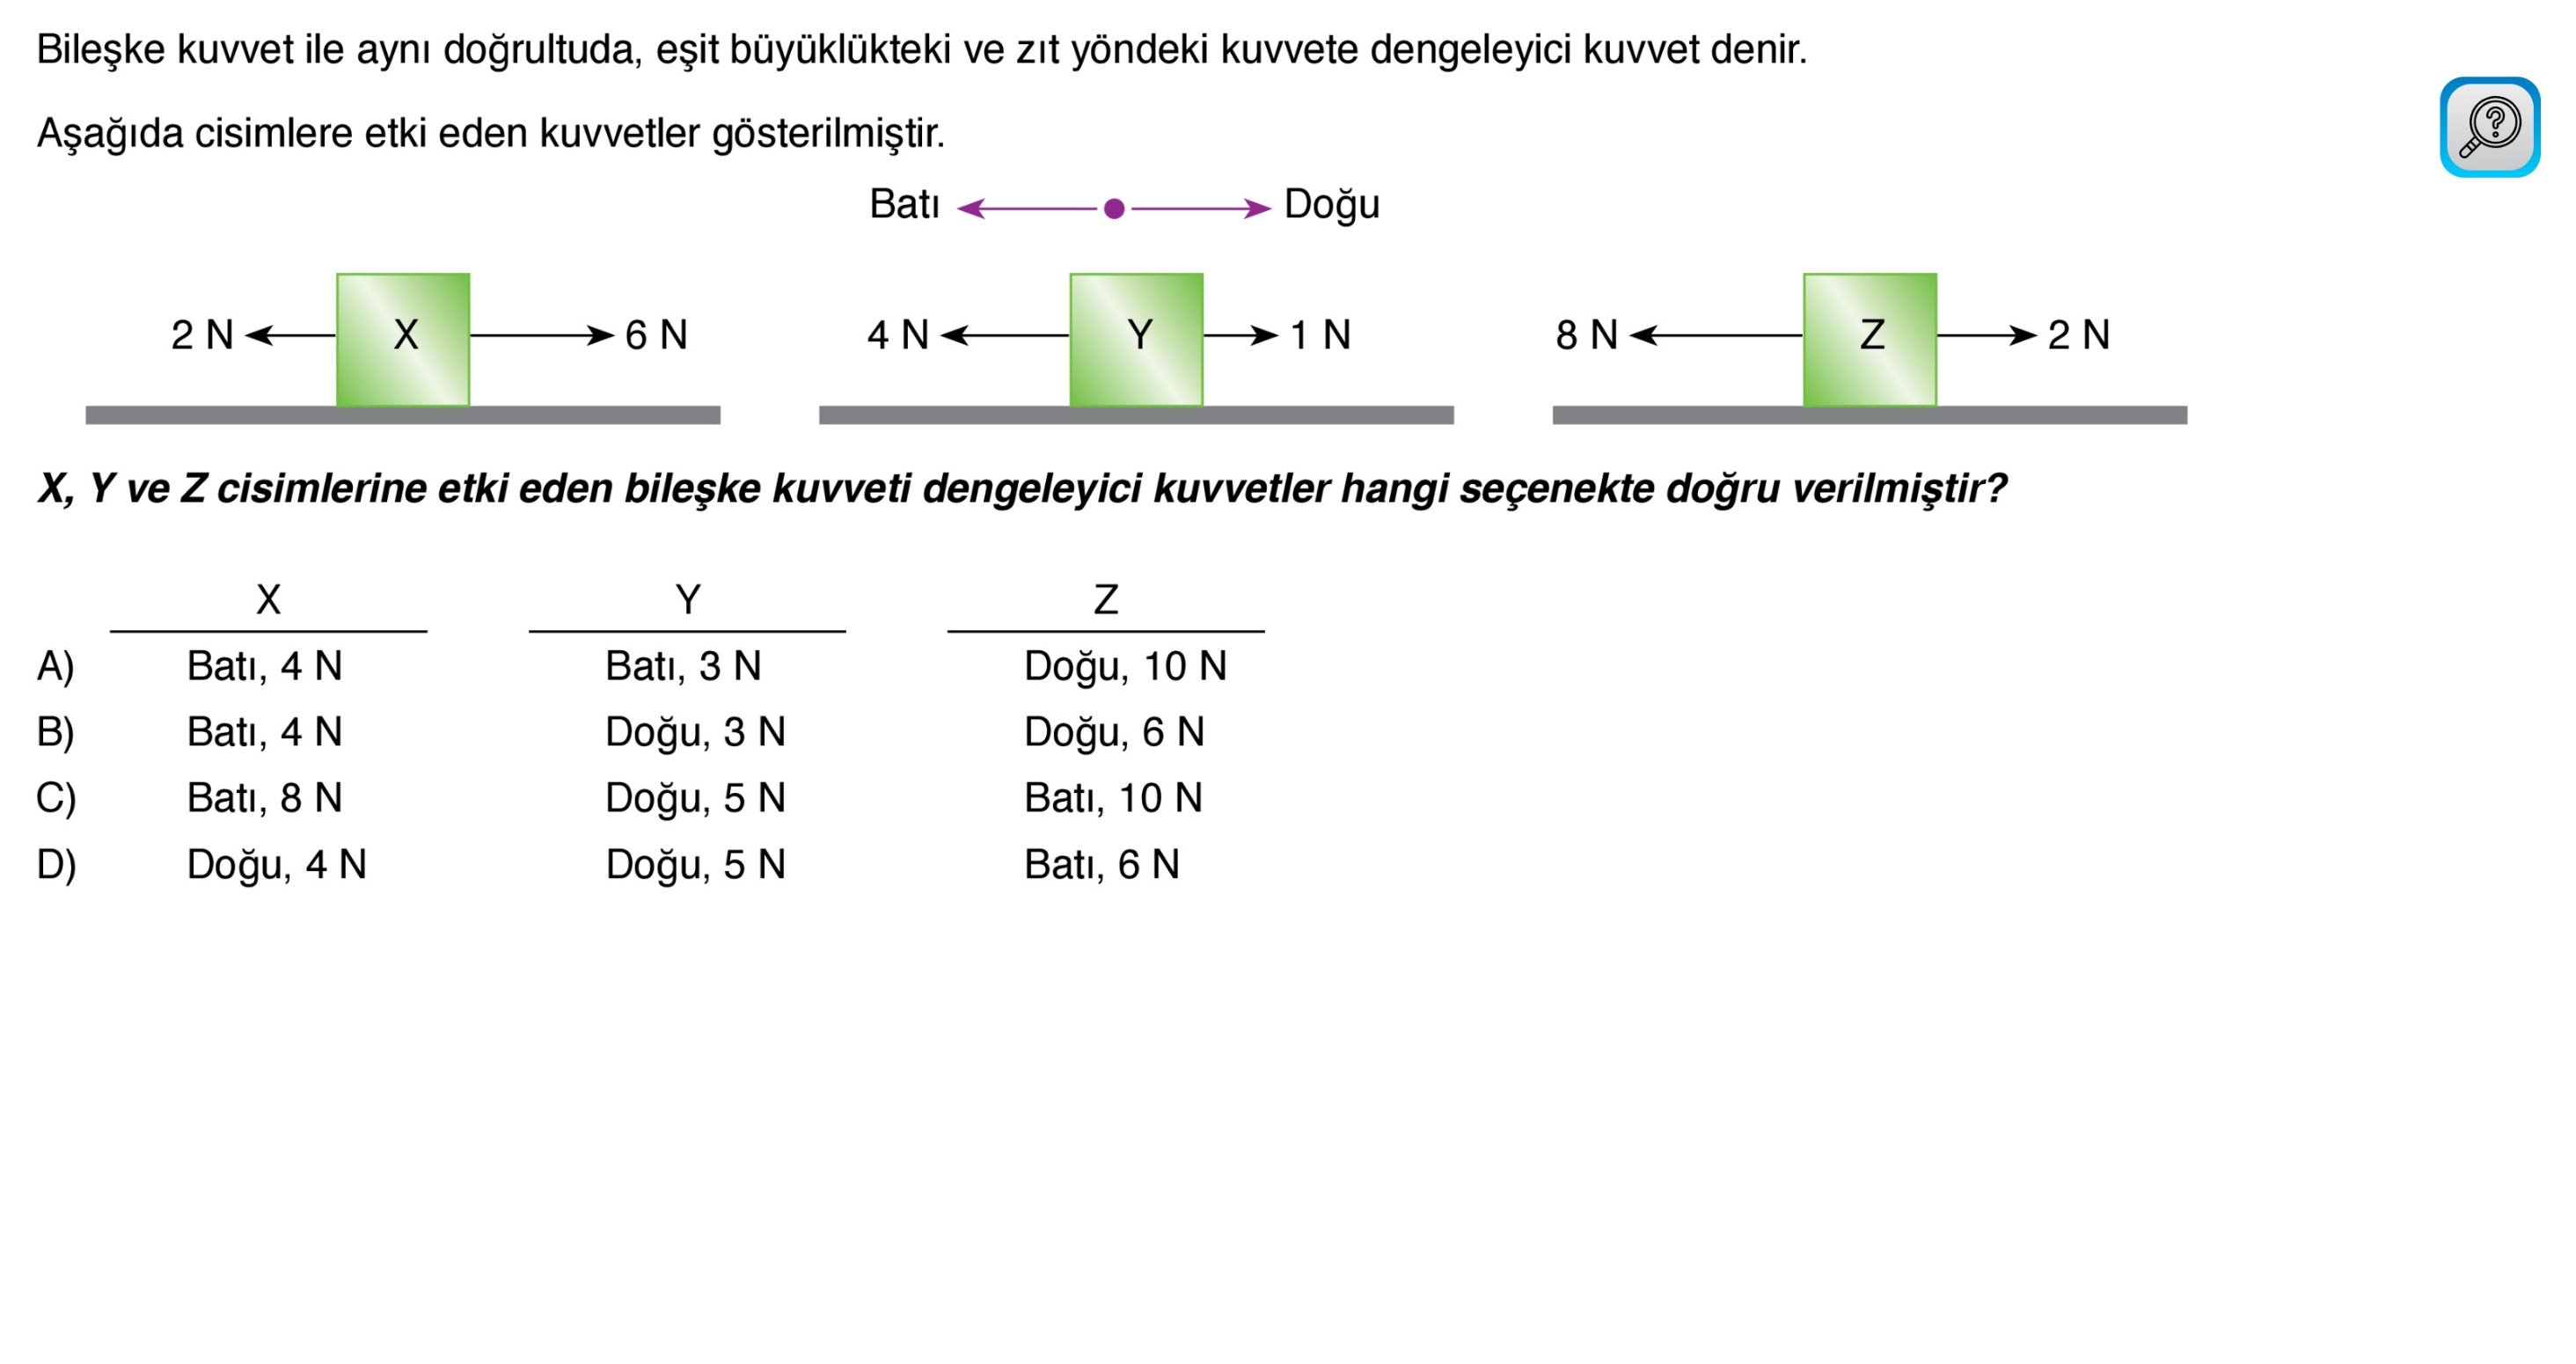 Bileşke kuvvet ile aynı doğrultuda, eşit büyüklükteki ve zıt yöndeki kuvvete dengeleyici kuvvet denir.
Aşağıda cisimlere etki eden kuvvetler gösterilmiştir.
Batı Doğu
2 N X 6 N 4 N Y 1 N 8 N Z 2 N
X, Y ve Z cisimlerine etki eden bileşke kuvveti dengeleyici kuvvetler hangi seçenekte doğru verilmiştir?
X Y Z
A) Batı, 4 N Batı, 3 N Doğu, 10 N
B) Batı, 4 N Doğu, 3 N Doğu, 6 N
C) Batı, 8 N Doğu, 5 N Batı, 10 N
D) Doğu, 4 N Doğu, 5 N Batı, 6 N